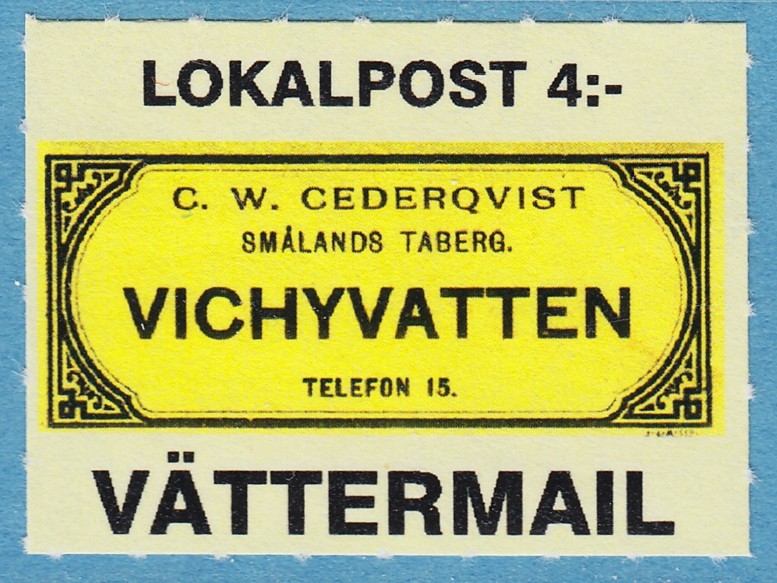 LOKALPOST 4:-
C. W. CEDERQVIST
SMÅLANDS TABERG.
VICHYVATTEN
TELEFON 15.
VÄTTERMAIL